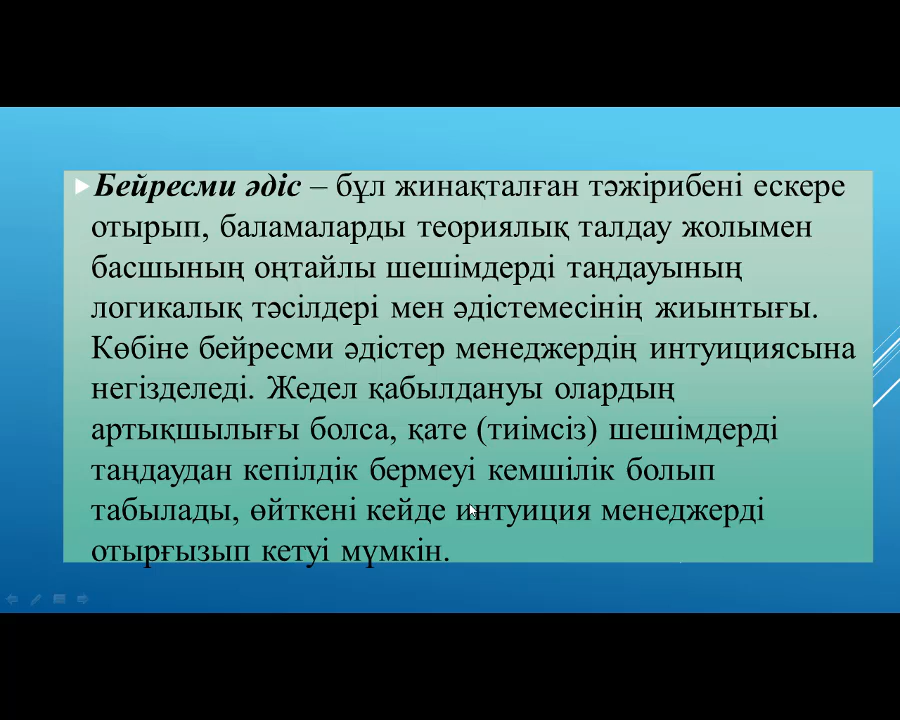 Бейресми әдіс – бұл жинақталған тәжірибені ескере
отырып, баламаларды теориялық талдау жолымен
басшының оңтайлы шешімдерді таңдауының
логикалық тәсілдері мен әдістемесінің жиынтығы.
Көбіне бейресми әдістер менеджердің интуициясына
негізделеді. Жедел қабылдануы олардың
артықшылығы болса, қате (тиімсіз) шешімдерді
таңдаудан кепілдік бермеуі кемшілік болып
табылады, өйткені кейде интуиция менеджерді
отырғызып кетуі мүмкін.